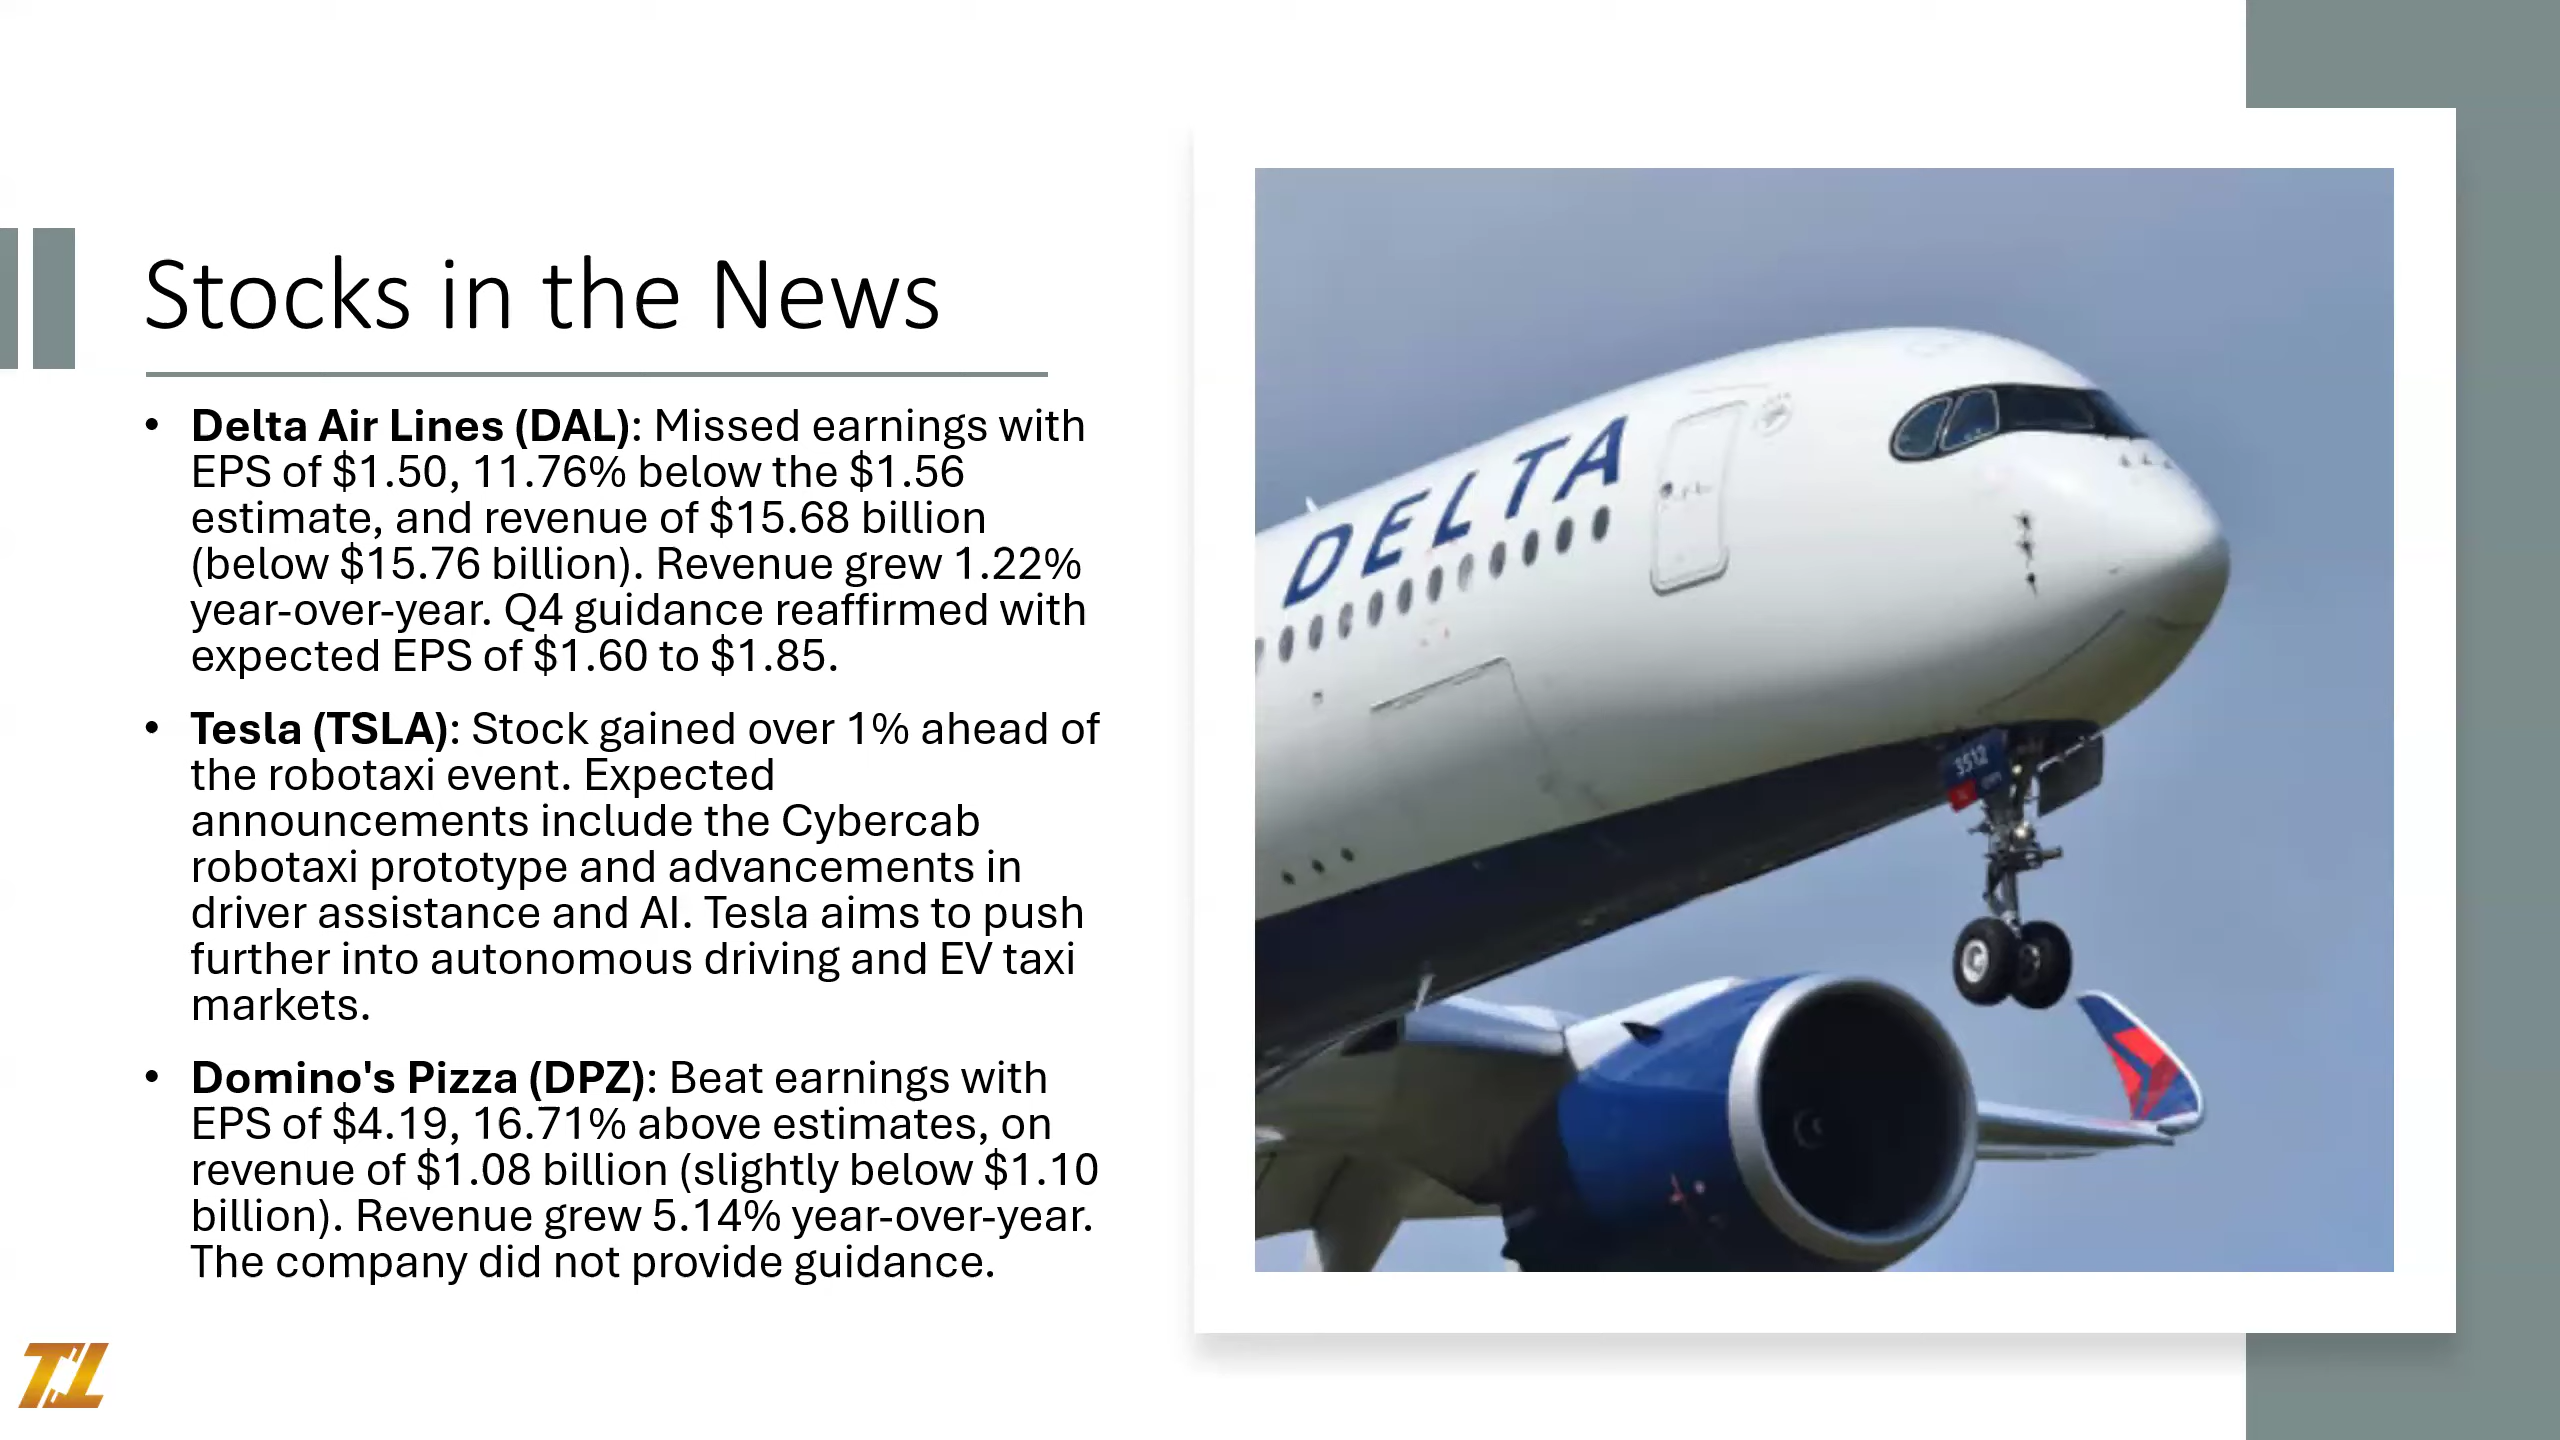 Stocks in the News
• Delta Air Lines (DAL): Missed earnings with
EPS of $1.50, 11.76% below the $1.56
estimate, and revenue of $15.68 billion
(below $15.76 billion). Revenue grew 1.22%
year-over-year. Q4 guidance reaffirmed with
expected EPS of $1.60 to $1.85.
• Tesla (TSLA): Stock gained over 1% ahead of
the robotaxi event. Expected
announcements include the Cybercab
robotaxi prototype and advancements in
driver assistance and AI. Tesla aims to push
further into autonomous driving and EV taxi
markets.
• Domino's Pizza (DPZ): Beat earnings with
EPS of $4.19, 16.71% above estimates, on
revenue of $1.08 billion (slightly below $1.10
billion). Revenue grew 5.14% year-over-year.
The company did not provide guidance.
DELTA
3512